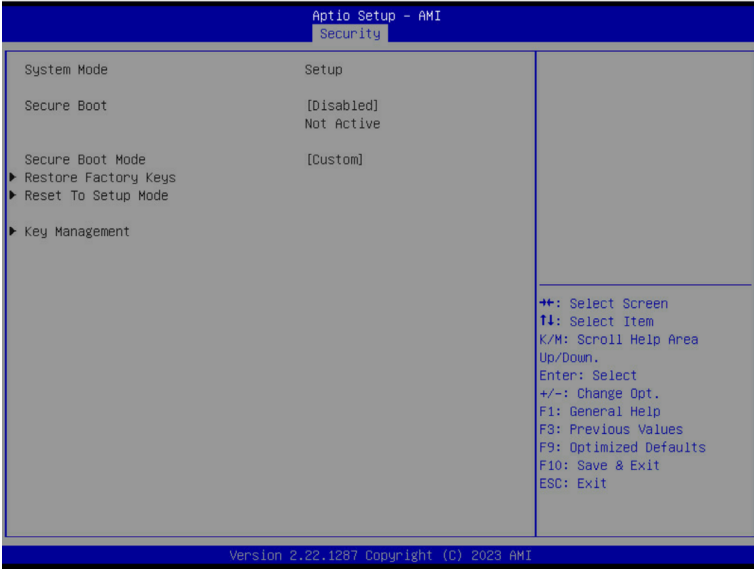 Aptio Setup – AMI
Security
System Mode Setup
Secure Boot [Disabled]
Not Active
Secure Boot Mode [Custom]
▶ Restore Factory Keys
▶ Reset To Setup Mode
▶ Key Management
→←: Select Screen
↑↓: Select Item
K/M: Scroll Help Area
Up/Down.
Enter: Select
+/-: Change Opt.
F1: General Help
F3: Previous Values
F9: Optimized Defaults
F10: Save & Exit
ESC: Exit
Version 2.22.1287 Copyright (C) 2023 AMI